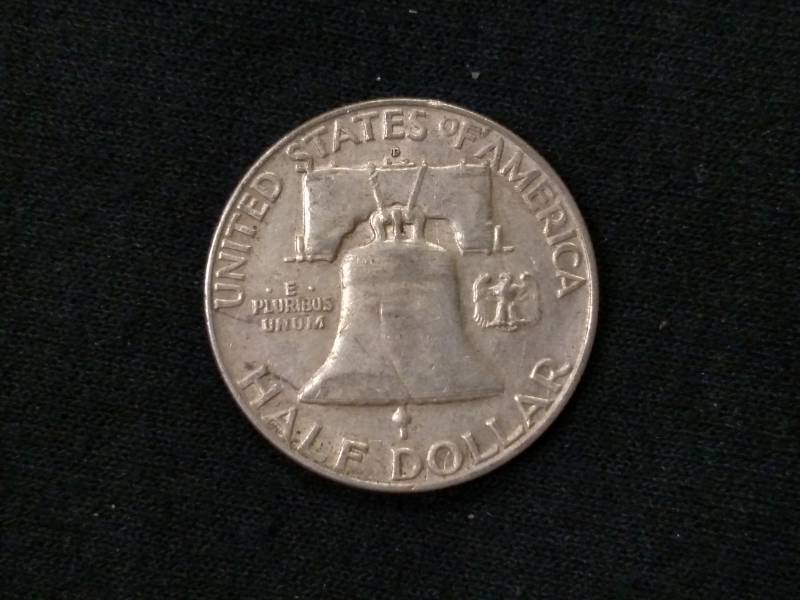 UNITED STATES OF AMERICA
D
· E ·
PLURIBUS
UNUM
HALF DOLLAR